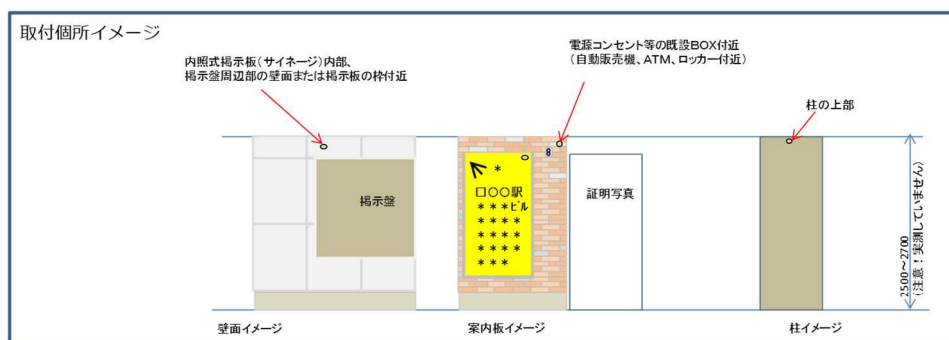 取付個所イメージ
内照式掲示板(サイネージ)内部、
掲示盤周辺部の壁面または掲示板の枠付近
電源コンセント等の既設BOX付近
(自動販売機、ATM、ロッカー付近)
柱の上部
掲示盤
8
*
口〇〇駅
***ビル
****
****
****
****
***
証明写真
2500~2700
(注意!実測していません)
壁面イメージ
案内板イメージ
柱イメージ